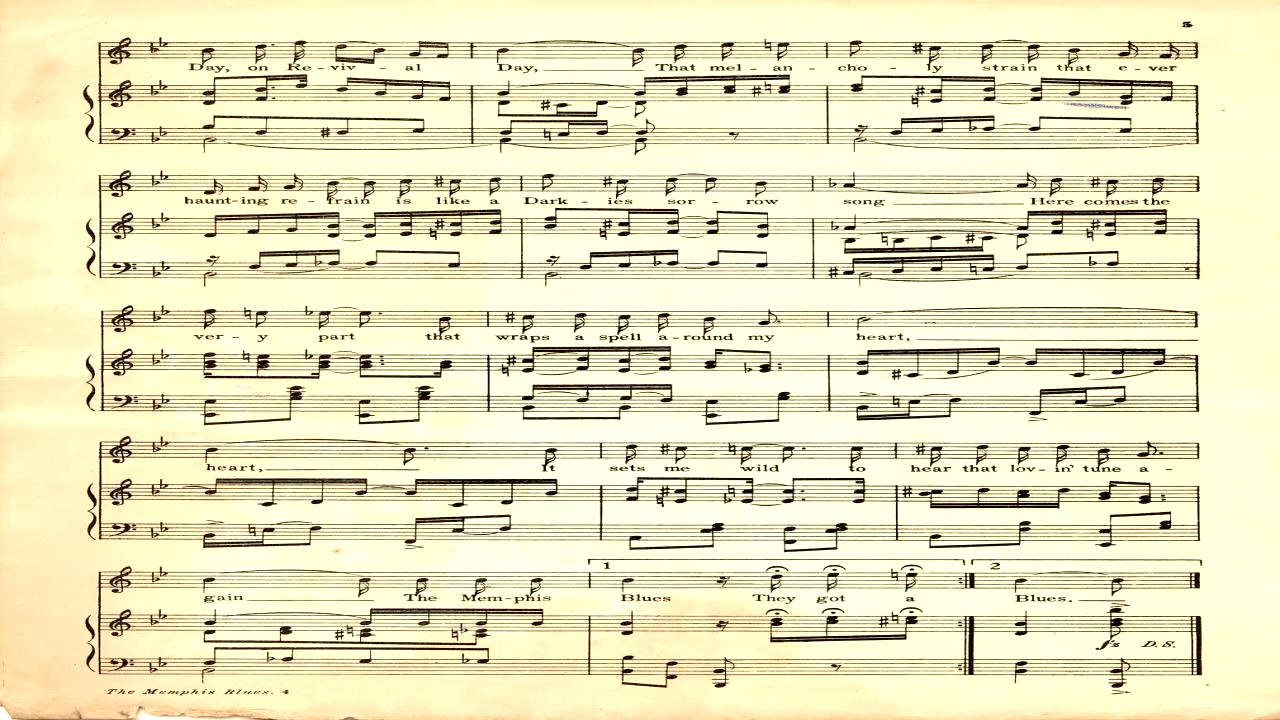 5
Day, on Re - viv - al Day, That mel - an - cho - ly strain that e - ver
haunt-ing re - frain is like a Dark - ies sor - row song Here comes the
ver - y part that wraps a spell a - round my heart,
heart, It sets me wild to hear that lov - in' tune a -
1 2
gain The Mem - phis Blues They got a Blues.
fz D.S.
The Memphis Blues. 4